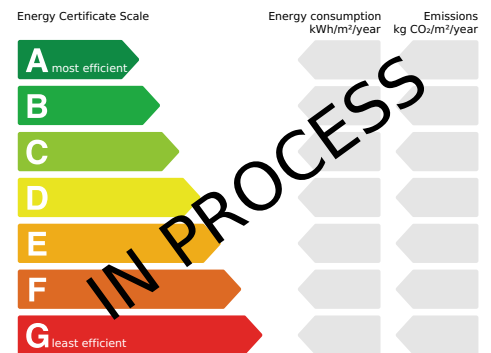 Energy Certificate Scale
Energy consumption
kWh/m²/year
Emissions
kg CO₂/m²/year
A most efficient
B
C
D
E
F
G least efficient
IN PROCESS